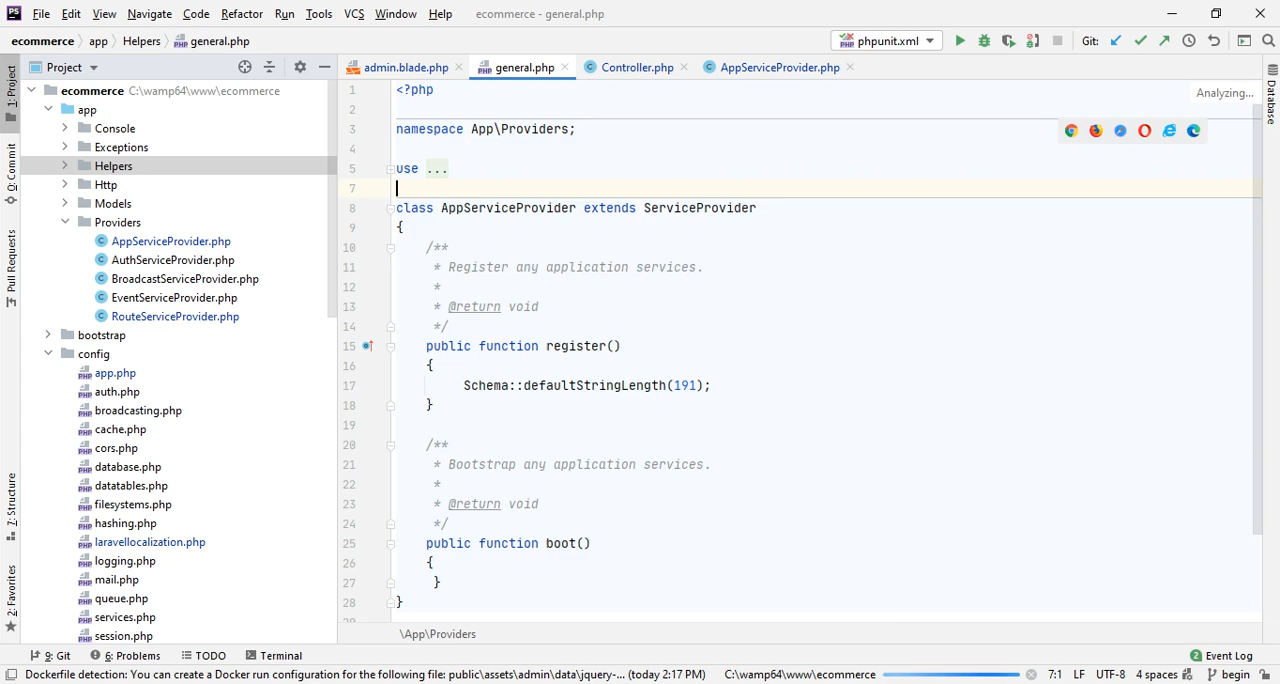 PS File Edit View Navigate Code Refactor Run Tools VCS Window Help ecommerce - general.php
ecommerce app Helpers general.php phpunit.xml Git:
Project admin.blade.php general.php Controller.php AppServiceProvider.php
1: Project
0: Commit
Pull Requests
7: Structure
2: Favorites
Database
ecommerce C:\wamp64\www\ecommerce
app
Console
Exceptions
Helpers
Http
Models
Providers
AppServiceProvider.php
AuthServiceProvider.php
BroadcastServiceProvider.php
EventServiceProvider.php
RouteServiceProvider.php
bootstrap
config
app.php
auth.php
broadcasting.php
cache.php
cors.php
database.php
datatables.php
filesystems.php
hashing.php
laravellocalization.php
logging.php
mail.php
queue.php
services.php
session.php
Analyzing...
1 <?php
2
3 namespace App\Providers;
4
5 use ...
7
8 class AppServiceProvider extends ServiceProvider
9 {
10 /**
11 * Register any application services.
12 *
13 * @return void
14 */
15 public function register()
16 {
17 Schema::defaultStringLength(191);
18 }
19
20 /**
21 * Bootstrap any application services.
22 *
23 * @return void
24 */
25 public function boot()
26 {
27 }
28 }
\App\Providers
9: Git 6: Problems TODO Terminal 2 Event Log
Dockerfile detection: You can create a Docker run configuration for the following file: public\assets\admin\data\jquery-... (today 2:17 PM) C:\wamp64\www\ecommerce 7:1 LF UTF-8 4 spaces begin